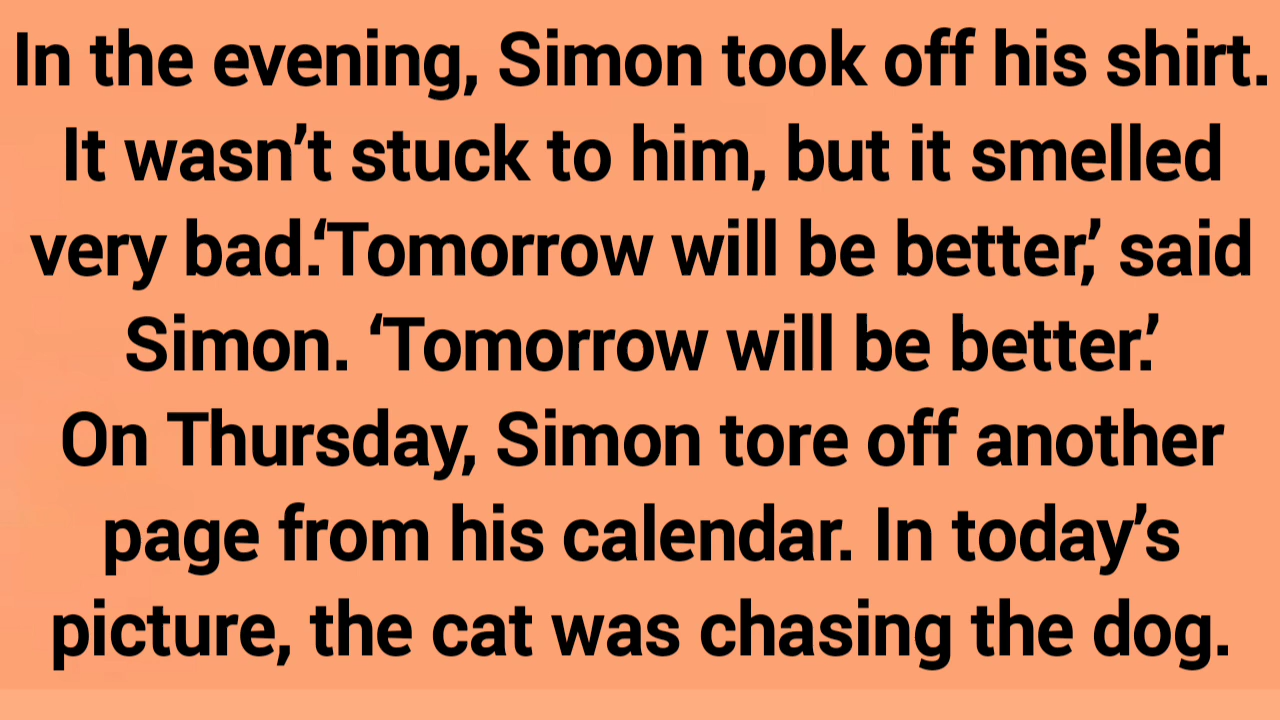 In the evening, Simon took off his shirt.
It wasn’t stuck to him, but it smelled
very bad.‘Tomorrow will be better,’ said
Simon. ‘Tomorrow will be better.’
On Thursday, Simon tore off another
page from his calendar. In today’s
picture, the cat was chasing the dog.